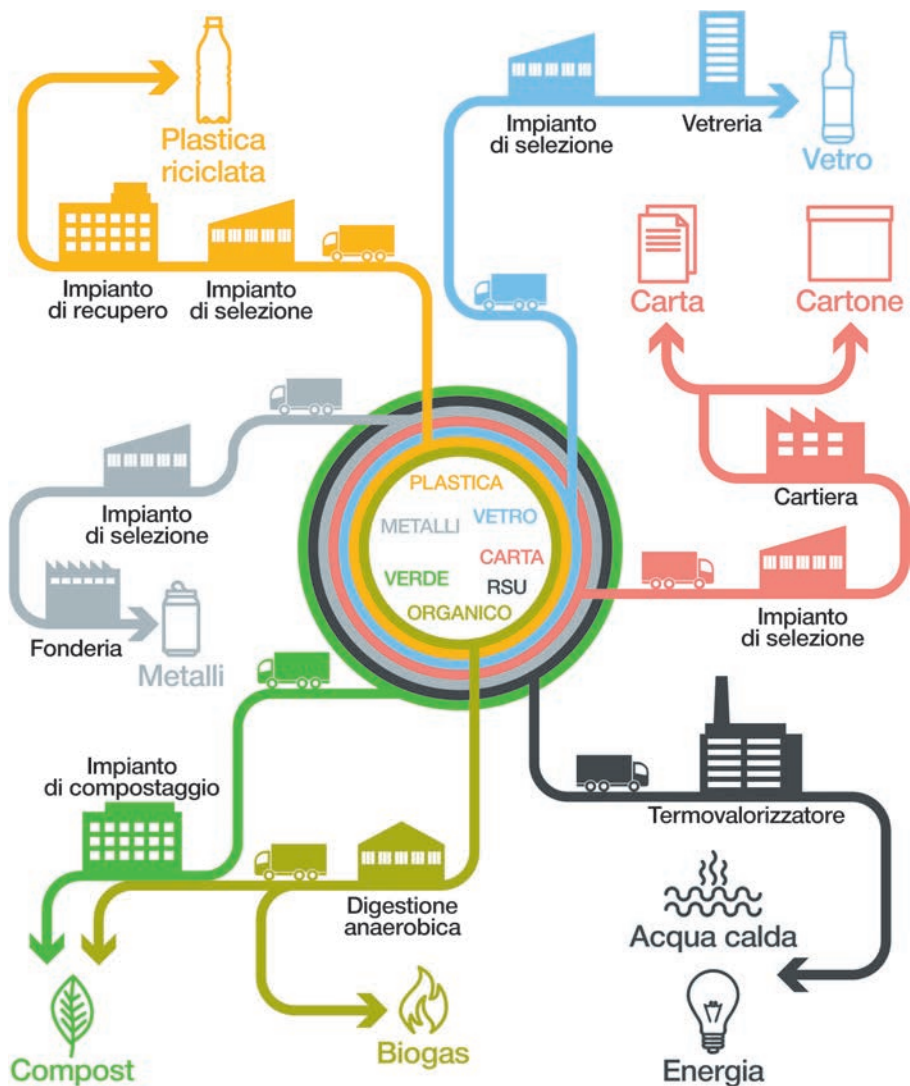 Plastica
riciclata
Impianto
di recupero
Impianto
di selezione
Impianto
di selezione
Vetreria
Vetro
Carta
Cartone
Cartiera
Impianto
di selezione
Impianto
di selezione
Fonderia
Metalli
PLASTICA
METALLI
VETRO
CARTA
VERDE
RSU
ORGANICO
Impianto
di compostaggio
Digestione
anaerobica
Compost
Biogas
Termovalorizzatore
Acqua calda
Energia